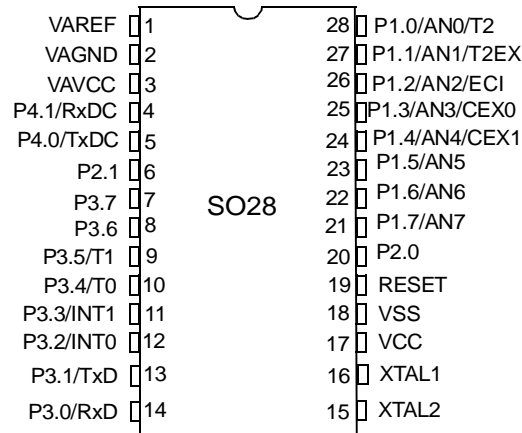 VAREF 1 28 P1.0/AN0/T2
VAGND 2 27 P1.1/AN1/T2EX
VAVCC 3 26 P1.2/AN2/ECI
P4.1/RxDC 4 25 P1.3/AN3/CEX0
P4.0/TxDC 5 24 P1.4/AN4/CEX1
P2.1 6 23 P1.5/AN5
P3.7 7 22 P1.6/AN6
SO28
P3.6 8 21 P1.7/AN7
P3.5/T1 9 20 P2.0
P3.4/T0 10 19 RESET
P3.3/INT1 11 18 VSS
P3.2/INT0 12 17 VCC
P3.1/TxD 13 16 XTAL1
P3.0/RxD 14 15 XTAL2